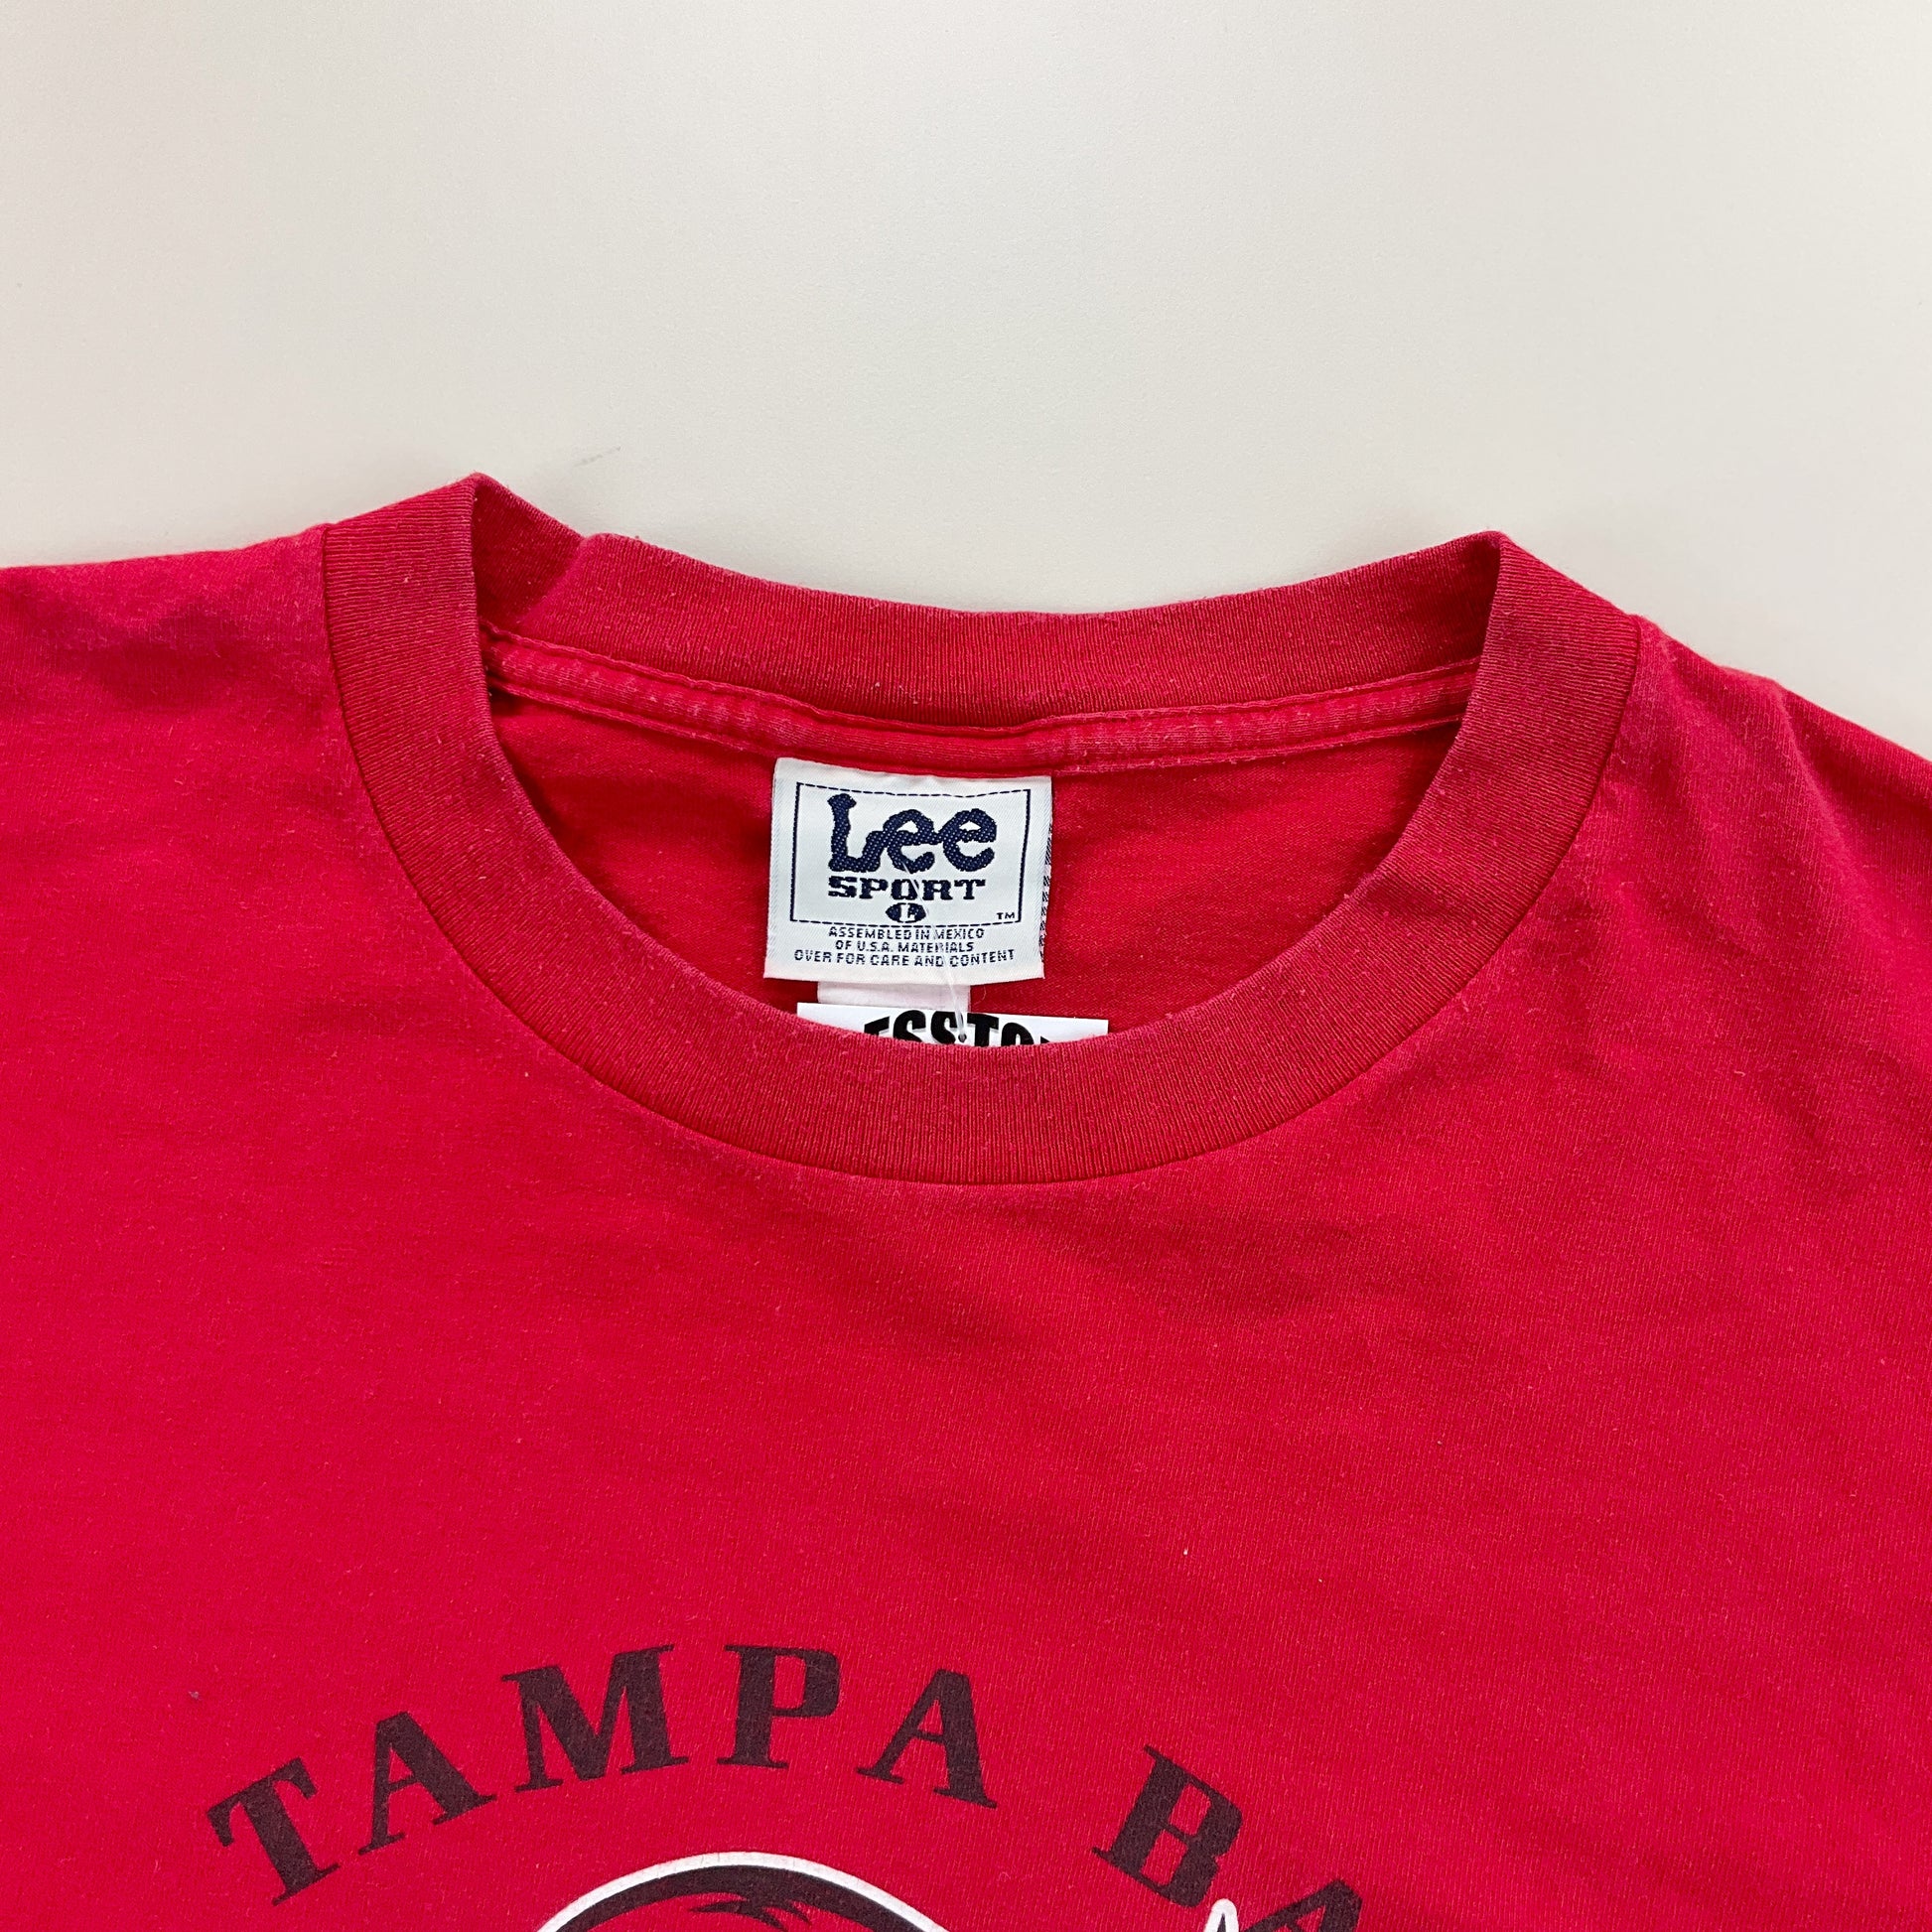 Lee
SPORT
TM
ASSEMBLED IN MEXICO
OF U.S.A. MATERIALS
OVER FOR CARE AND CONTENT
TAMPA BA